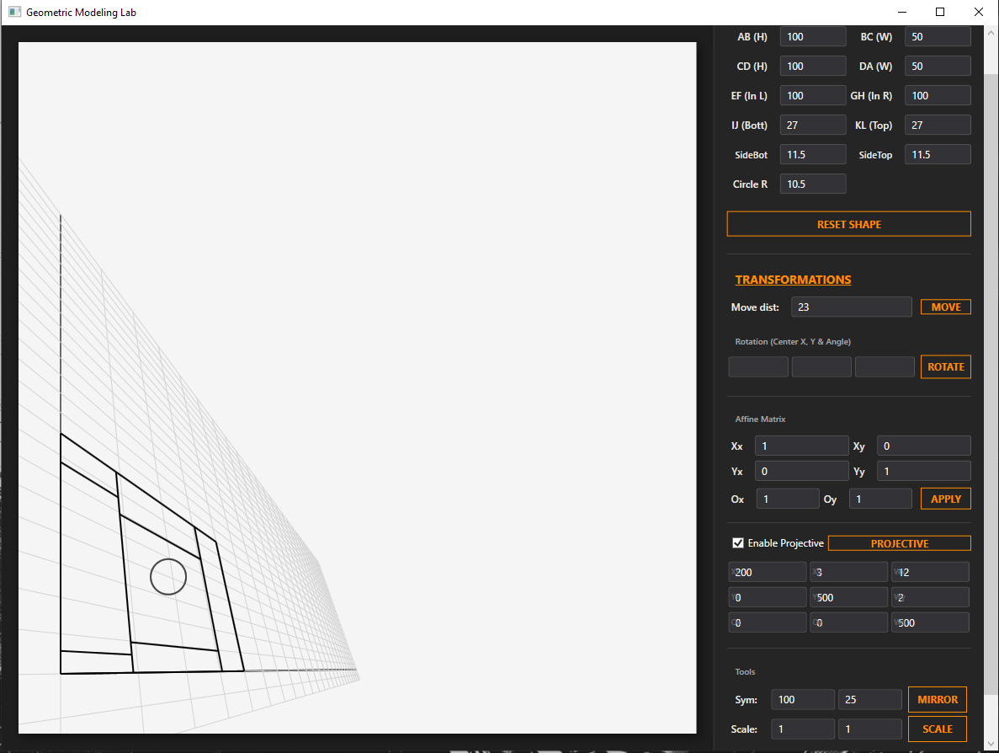 Geometric Modeling Lab
AB (H) 100 BC (W) 50
CD (H) 100 DA (W) 50
EF (In L) 100 GH (In R) 100
IJ (Bott) 27 KL (Top) 27
SideBot 11.5 SideTop 11.5
Circle R 10.5
RESET SHAPE
TRANSFORMATIONS
Move dist: 23 MOVE
Rotation (Center X, Y & Angle)
ROTATE
Affine Matrix
Xx 1 Xy 0
Yx 0 Yy 1
Ox 1 Oy 1 APPLY
Enable Projective PROJECTIVE
200 3 12
0 500 2
0 0 500
Tools
Sym: 100 25 MIRROR
Scale: 1 1 SCALE